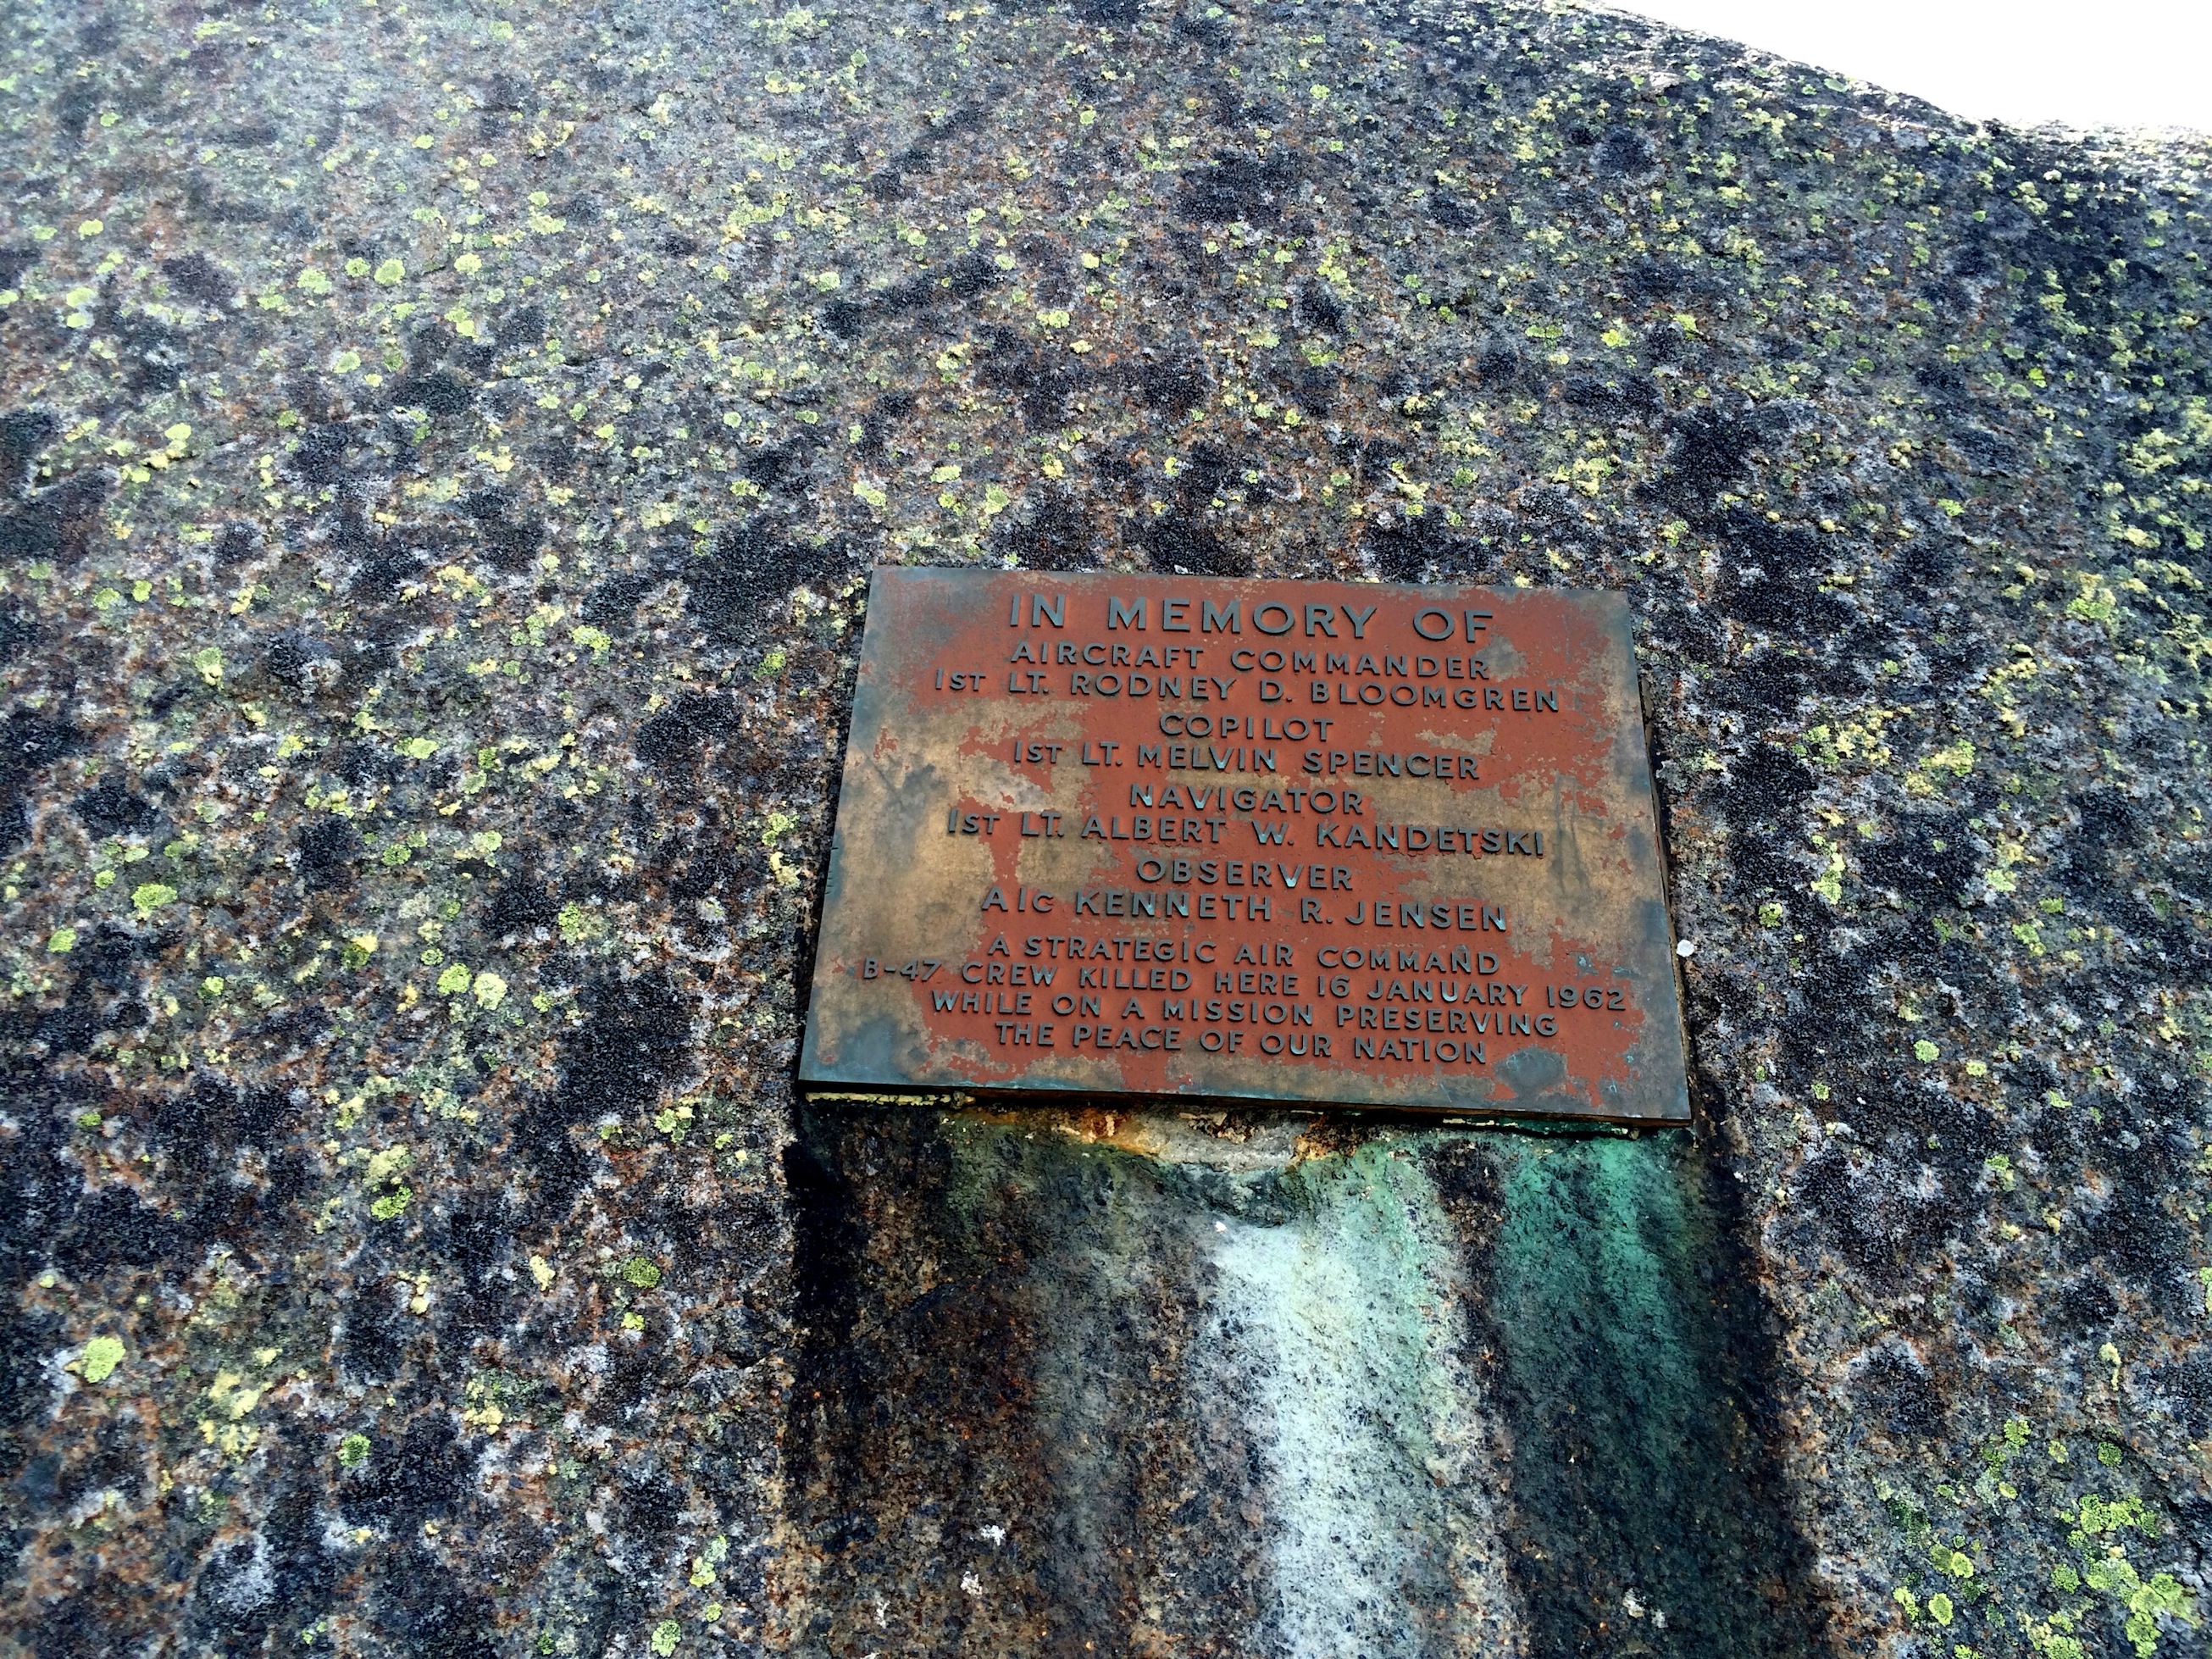 IN MEMORY OF
AIRCRAFT COMMANDER
1ST LT. RODNEY D. BLOOMGREN
COPILOT
1ST LT. MELVIN SPENCER
NAVIGATOR
1ST LT. ALBERT W. KANDETSKI
OBSERVER
A1C KENNETH R. JENSEN
A STRATEGIC AIR COMMAND
B-47 CREW KILLED HERE 16 JANUARY 1962
WHILE ON A MISSION PRESERVING
THE PEACE OF OUR NATION